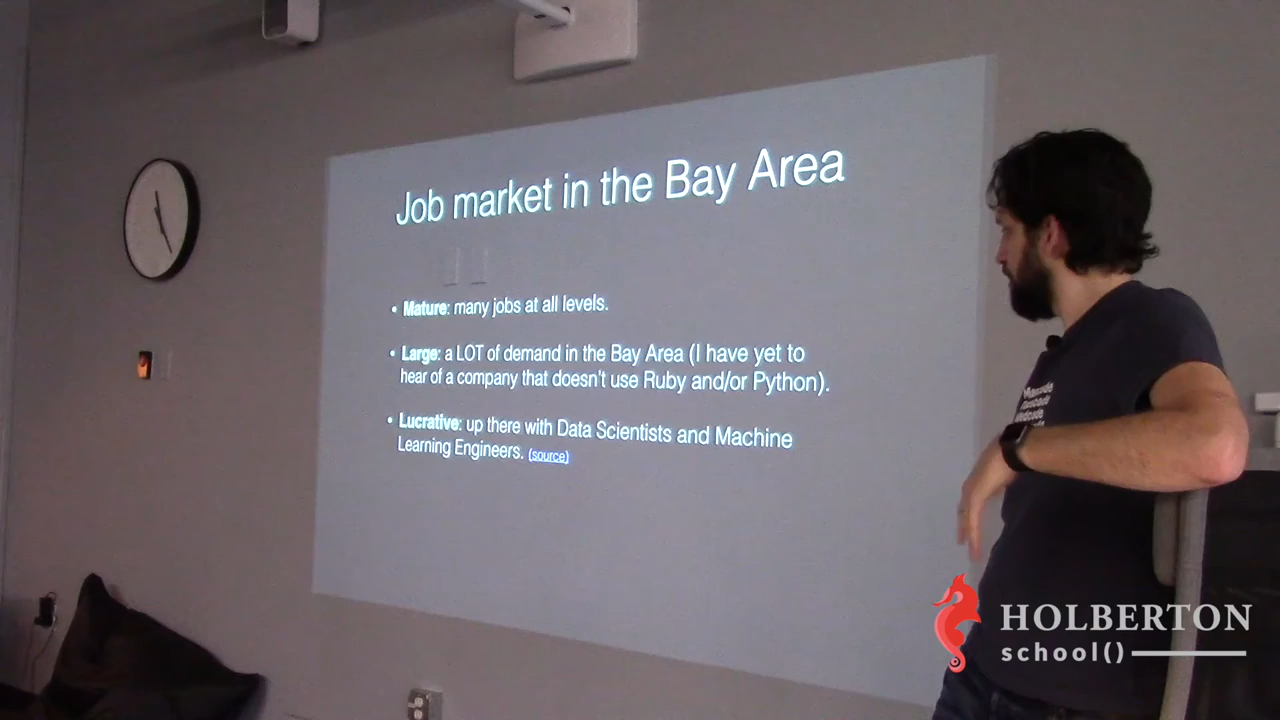 Job market in the Bay Area
• Mature: many jobs at all levels.
• Large: a LOT of demand in the Bay Area (I have yet to
hear of a company that doesn't use Ruby and/or Python).
• Lucrative: up there with Data Scientists and Machine
Learning Engineers. (source)
HOLBERTON
school()